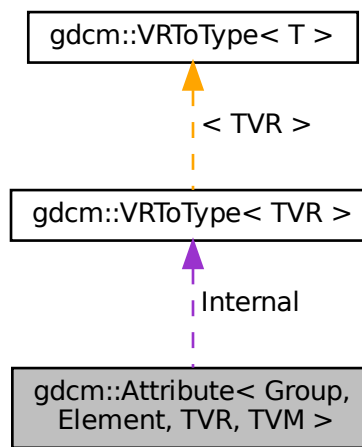 gdcm::VRToType< T >
< TVR >
gdcm::VRToType< TVR >
Internal
gdcm::Attribute< Group,
Element, TVR, TVM >